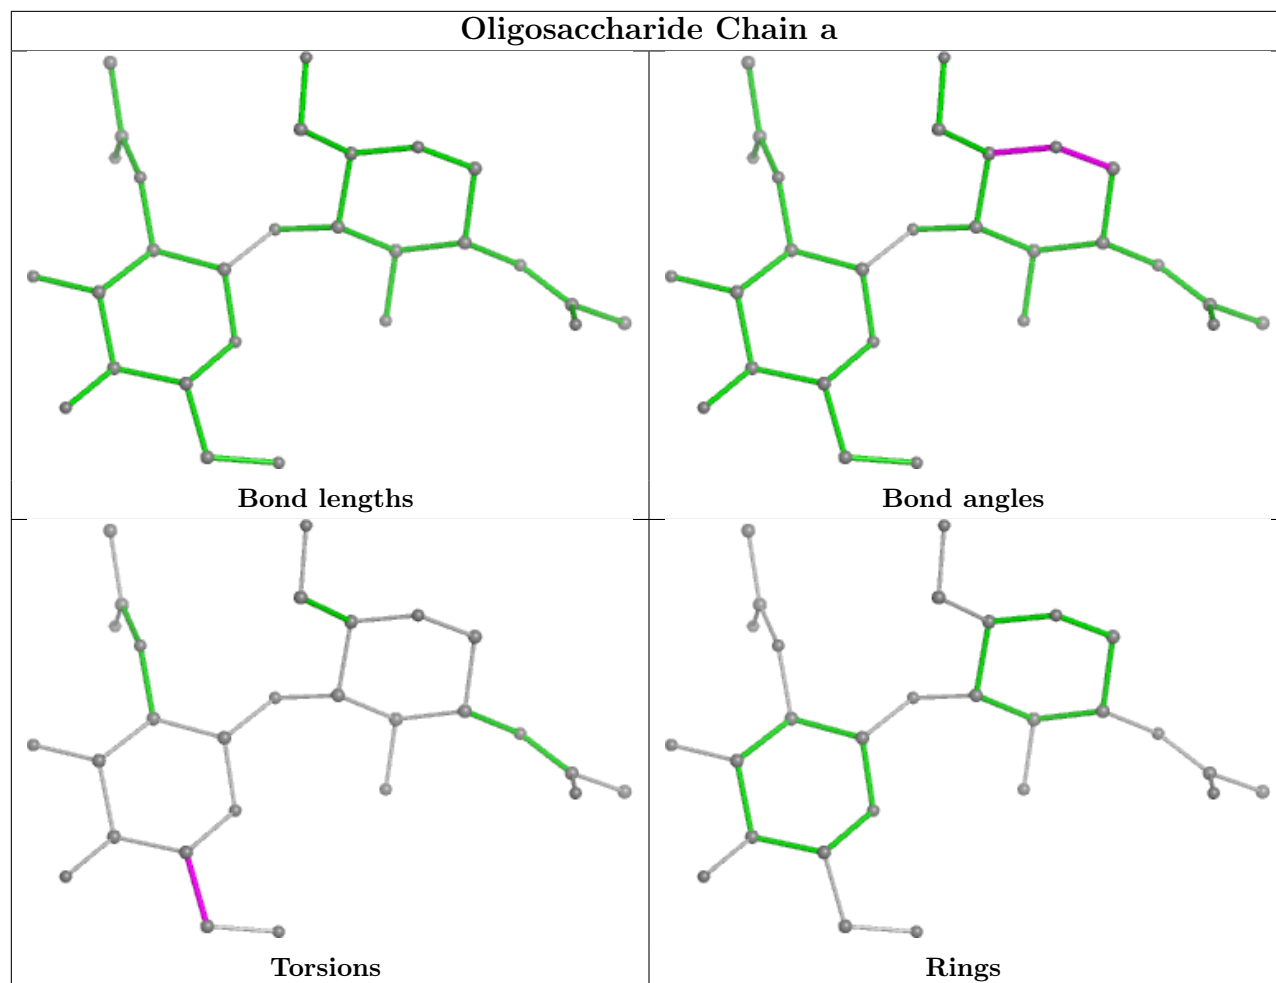 Oligosaccharide Chain a
Bond lengths
Bond angles
Torsions
Rings